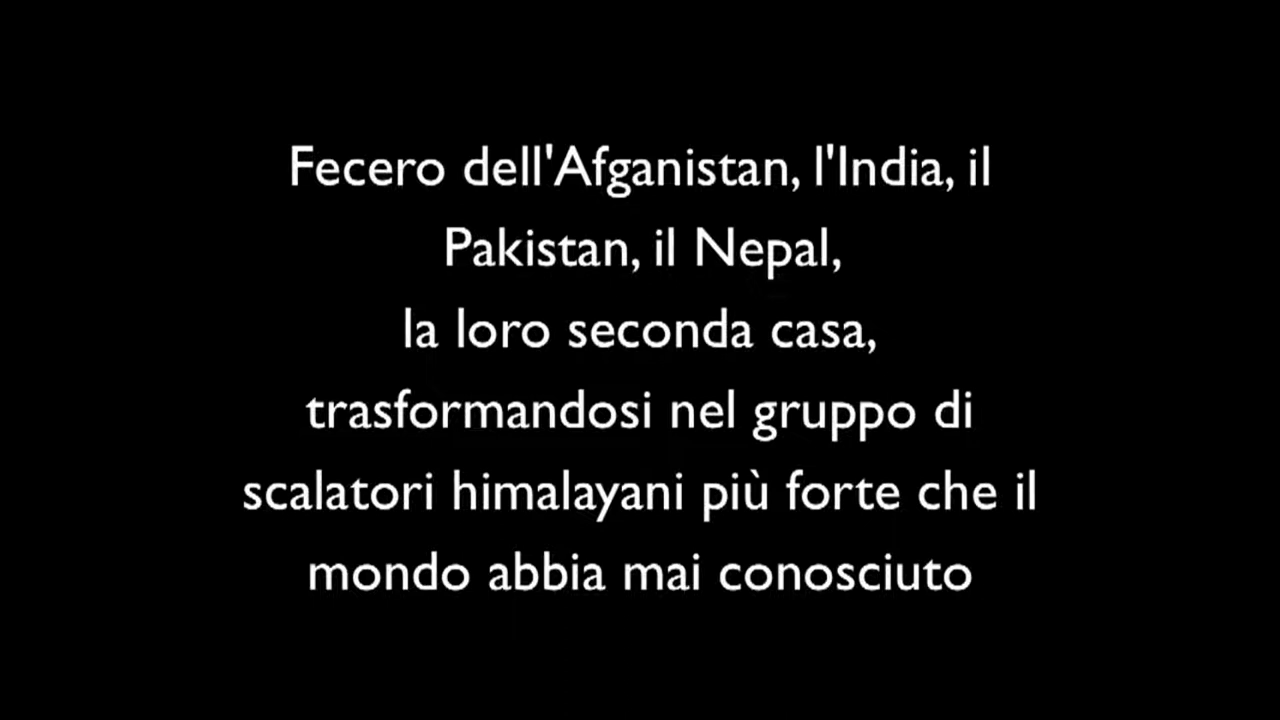 Fecero dell'Afganistan, l'India, il
Pakistan, il Nepal,
la loro seconda casa,
trasformandosi nel gruppo di
scalatori himalayani più forte che il
mondo abbia mai conosciuto